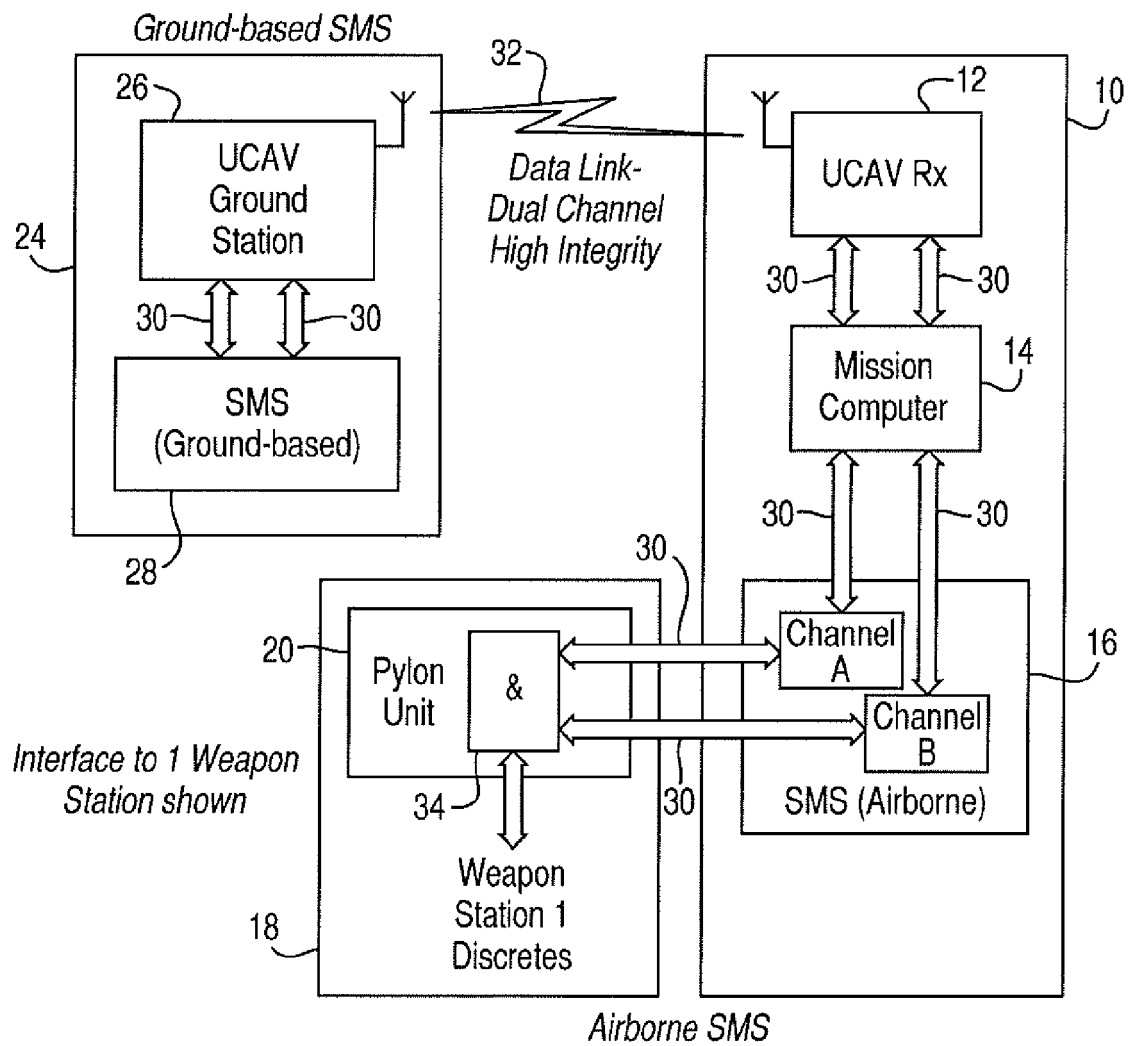 Ground-based SMS
26
UCAV
Ground
Station
24
30
30
SMS
(Ground-based)
28
32
Data Link-
Dual Channel
High Integrity
12
10
UCAV Rx
30
30
Mission
Computer
14
30
30
30
20
Pylon
Unit
&
Channel
A
16
Channel
B
Interface to 1 Weapon
Station shown
34
30
SMS (Airborne)
Weapon
Station 1
Discretes
18
Airborne SMS